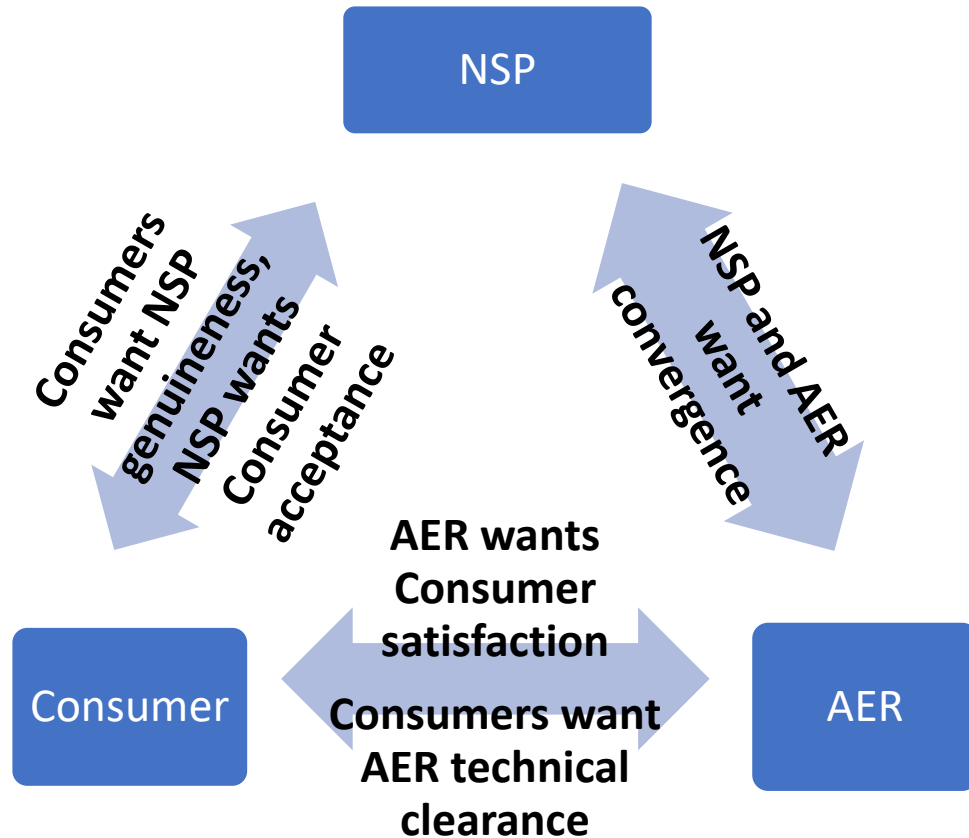 NSP
Consumers
want NSP
genuineness,
NSP wants
Consumer
acceptance
NSP and AER
want
convergence
AER wants
Consumer
satisfaction
Consumers want
AER technical
clearance
Consumer
AER